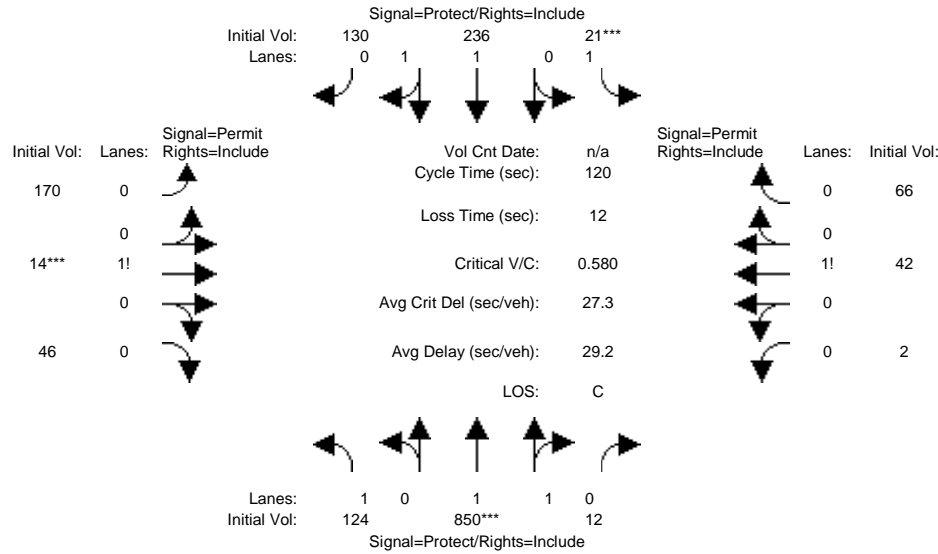 Signal=Protect/Rights=Include
Initial Vol: 130 236 21***
Lanes: 0 1 1 0 1
Signal=Permit
Initial Vol: Lanes: Rights=Include
Vol Cnt Date: n/a
Signal=Permit
Rights=Include Lanes: Initial Vol:
Cycle Time (sec): 120
170 0
0 66
Loss Time (sec): 12
0
0
14*** 1!
Critical V/C: 0.580
1! 42
0
Avg Crit Del (sec/veh): 27.3
0
46 0
Avg Delay (sec/veh): 29.2
0 2
LOS: C
Lanes: 1 0 1 1 0
Initial Vol: 124 850*** 12
Signal=Protect/Rights=Include